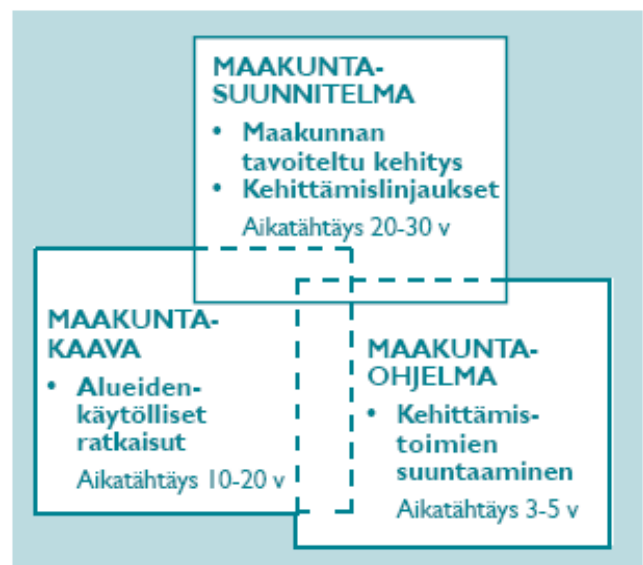 MAAKUNTA-
SUUNNITELMA
• Maakunnan
tavoiteltu kehitys
• Kehittämislinjaukset
Aikatähtäys 20-30 v
MAAKUNTA-
KAAVA
• Alueiden-
käytölliset
ratkaisut
Aikatähtäys 10-20 v
MAAKUNTA-
OHJELMA
• Kehittämis-
toimien
suuntaaminen
Aikatähtäys 3-5 v